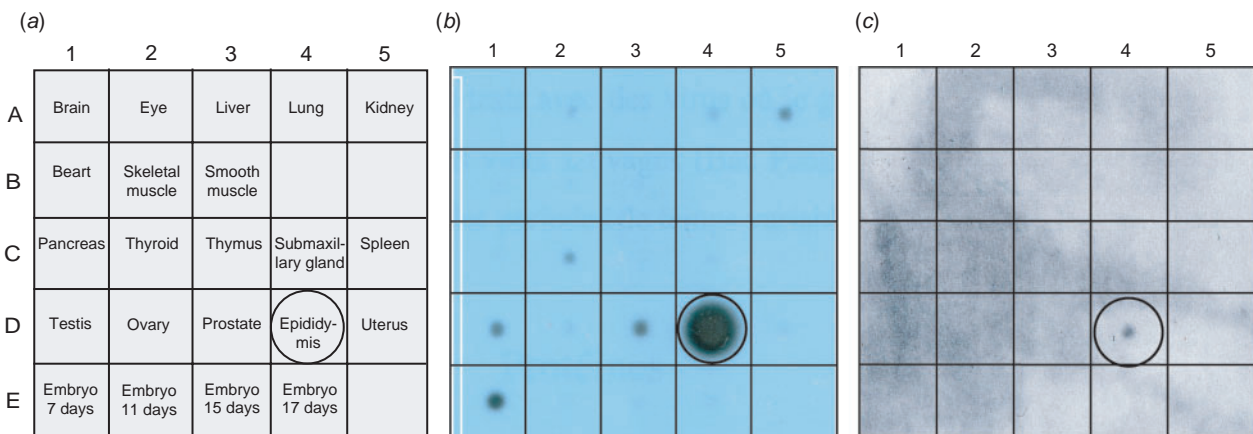 (a)
(b)
(c)
1 2 3 4 5
1 2 3 4 5
1 2 3 4 5
A Brain Eye Liver Lung Kidney
B Beart Skeletal muscle Smooth muscle
C Pancreas Thyroid Thymus Submaxil-
lary gland Spleen
D Testis Ovary Prostate Epididy-
mis Uterus
E Embryo 7 days Embryo 11 days Embryo 15 days Embryo 17 days